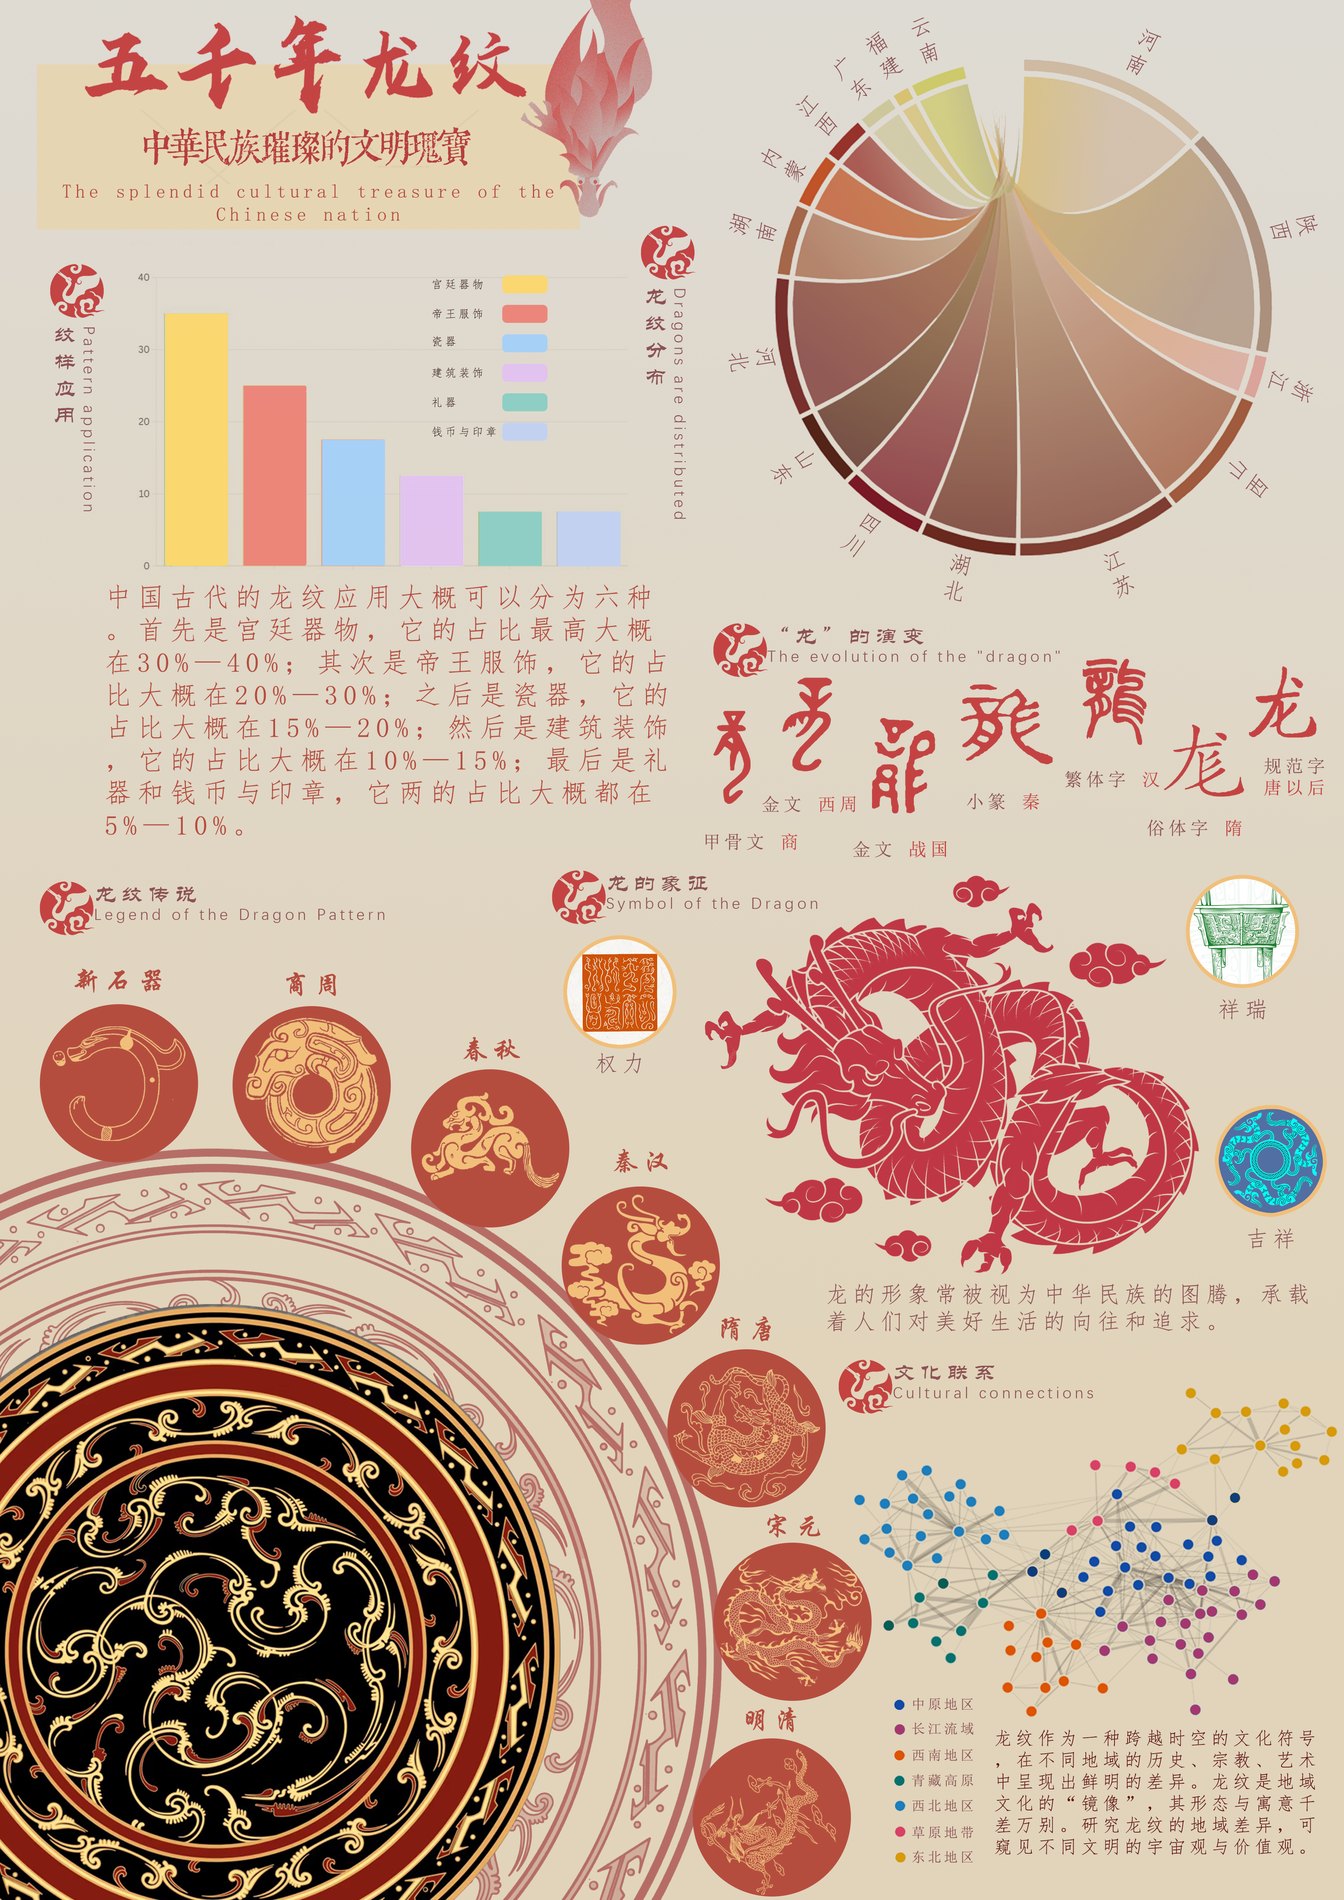 五千年龙纹
中華民族璀璨的文明瑰寶
The splendid cultural treasure of the
Chinese nation
纹样应用
Pattern application
40
30
20
10
0
宫廷器物
帝王服饰
瓷器
建筑装饰
礼器
钱币与印章
中国古代的龙纹应用大概可以分为六种
。首先是宫廷器物，它的占比最高大概
在30%—40%；其次是帝王服饰，它的占
比大概在20%—30%；之后是瓷器，它的
占比大概在15%—20%；然后是建筑装饰
，它的占比大概在10%—15%；最后是礼
器和钱币与印章，它两的占比大概都在
5%—10%。
龙纹分布
Dragons are distributed
河南
陕西
浙江
四川
江苏
湖北
四川
山东
河北
湖南
内蒙
江西
广东
福建
云南
“龙”的演变
The evolution of the "dragon"
甲骨文 商
金文 西周
金文 战国
小篆 秦
龍
繁体字 汉
俗体字 隋
龙
规范字
唐以后
龙纹传说
Legend of the Dragon Pattern
新石器
商周
春秋
秦汉
隋唐
宋元
明清
龙的象征
Symbol of the Dragon
权力
祥瑞
吉祥
龙的形象常被视为中华民族的图腾，承载
着人们对美好生活的向往和追求。
文化联系
Cultural connections
中原地区
长江流域
西南地区
青藏高原
西北地区
草原地带
东北地区
龙纹作为一种跨越时空的文化符号
，在不同地域的历史、宗教、艺术
中呈现出鲜明的差异。龙纹是地域
文化的“镜像”，其形态与寓意千
差万别。研究龙纹的地域差异，可
窥见不同文明的宇宙观与价值观。